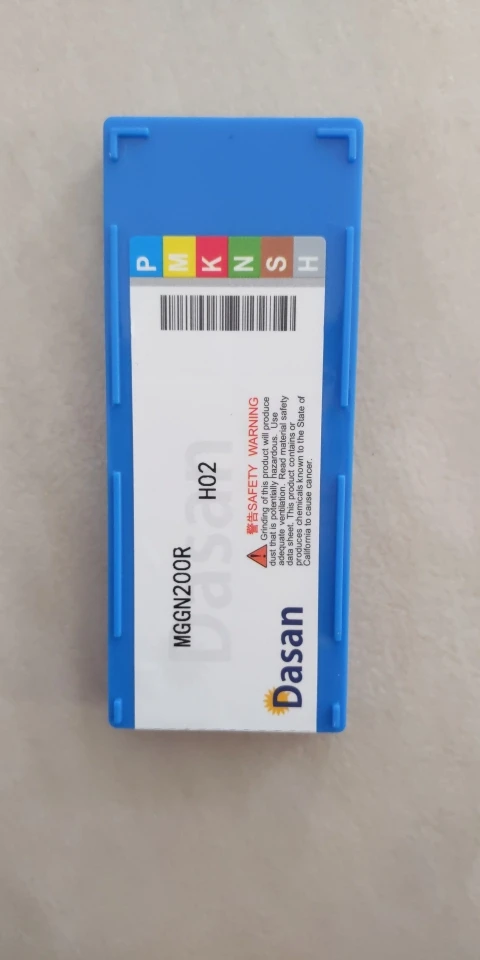 MGGN200R
H02
Dasan
警告SAFETY WARNING
Grinding of this product will produce
dust that is potentially hazardous. Use
adequate ventilation. Read material safety
data sheet. This product contains or
produces chemicals known to the State of
California to cause cancer.
Dasan
P M K N S H